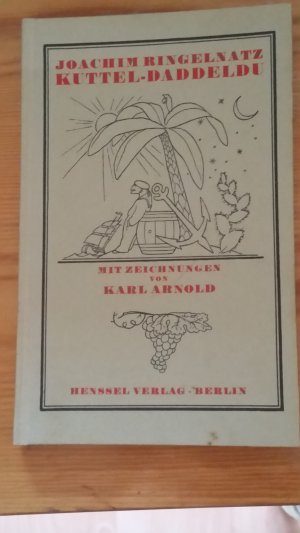 JOACHIM RINGELNATZ
KUTTEL-DADDELDU
MIT ZEICHNUNGEN
VON
KARL ARNOLD
HENSSEL VERLAG · BERLIN